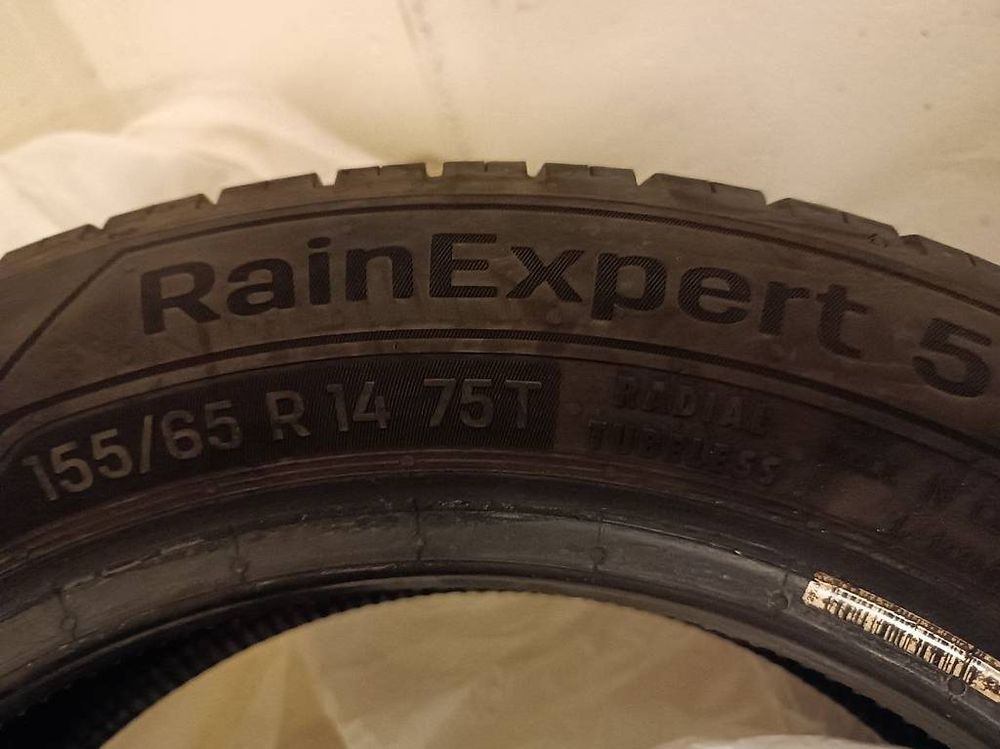 RainExpert 5
155/65 R 14 75T
RADIAL
TUBELESS